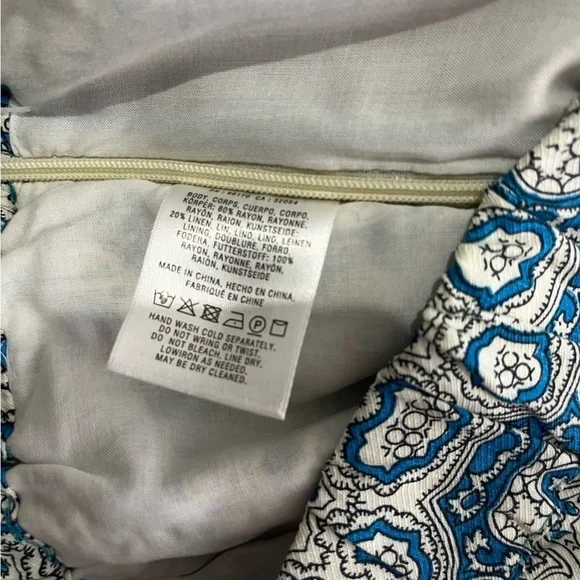 BODY, CORPS, CUERPO, CORPO,
KÖRPER: 80% RAYON, RAYONNE,
RAYÓN, RAION, KUNSTSEIDE-
20% LINEN, LIN, LINO, LINO, LEINEN
LINING, DOUBLURE, FORRO,
FODERA, FUTTERSTOFF: 100%
RAYON, RAYONNE, RAYÓN,
RAION, KUNSTSEIDE
MADE IN CHINA, HECHO EN CHINA,
FABRIQUÉ EN CHINE
HAND WASH COLD SEPARATELY.
DO NOT WRING OR TWIST.
DO NOT BLEACH. LINE DRY.
LOWIRON AS NEEDED.
MAY BE DRY CLEANED.